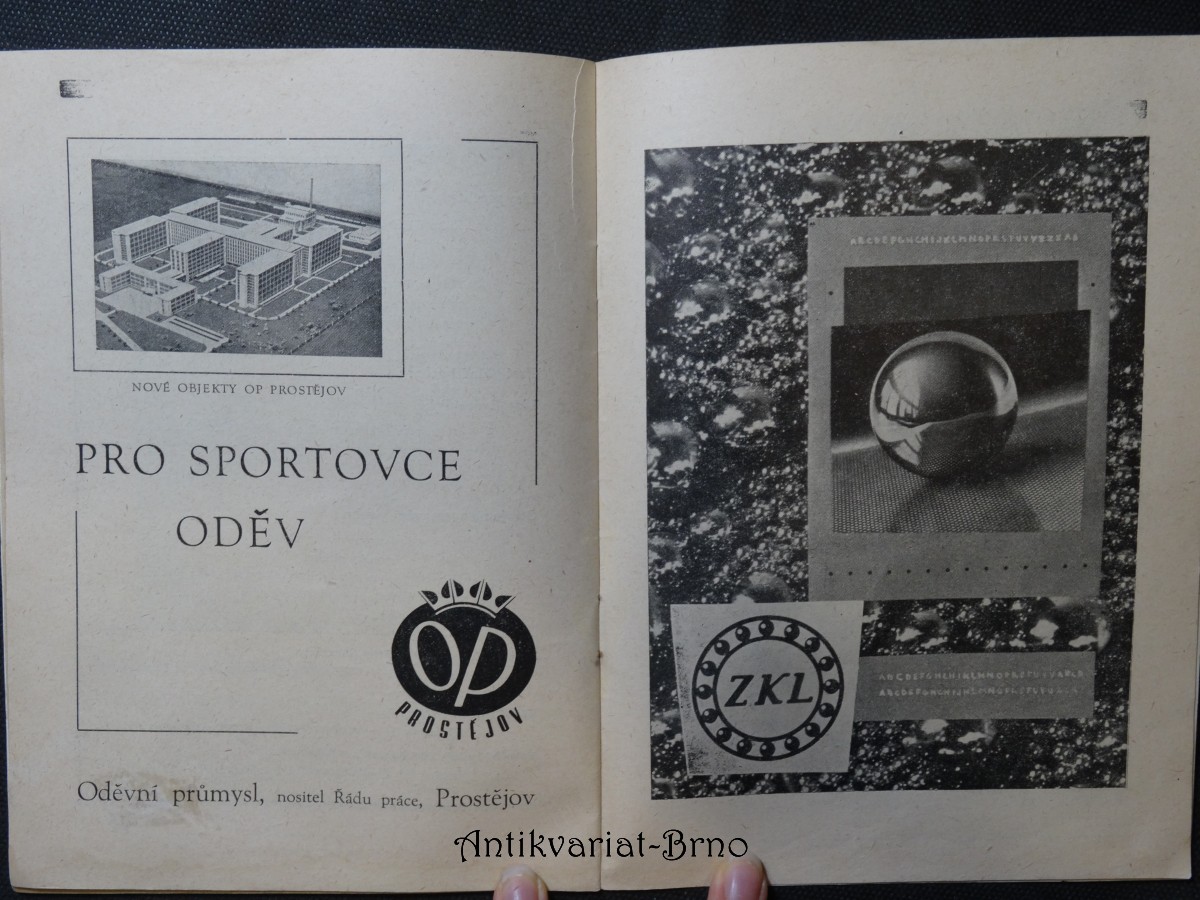 NOVÉ OBJEKTY OP PROSTĚJOV
PRO SPORTOVCE
ODĚV
OP
PROSTĚJOV
Oděvní průmysl, nositel Řádu práce, Prostějov
ZKL
Antikvariat-Brno